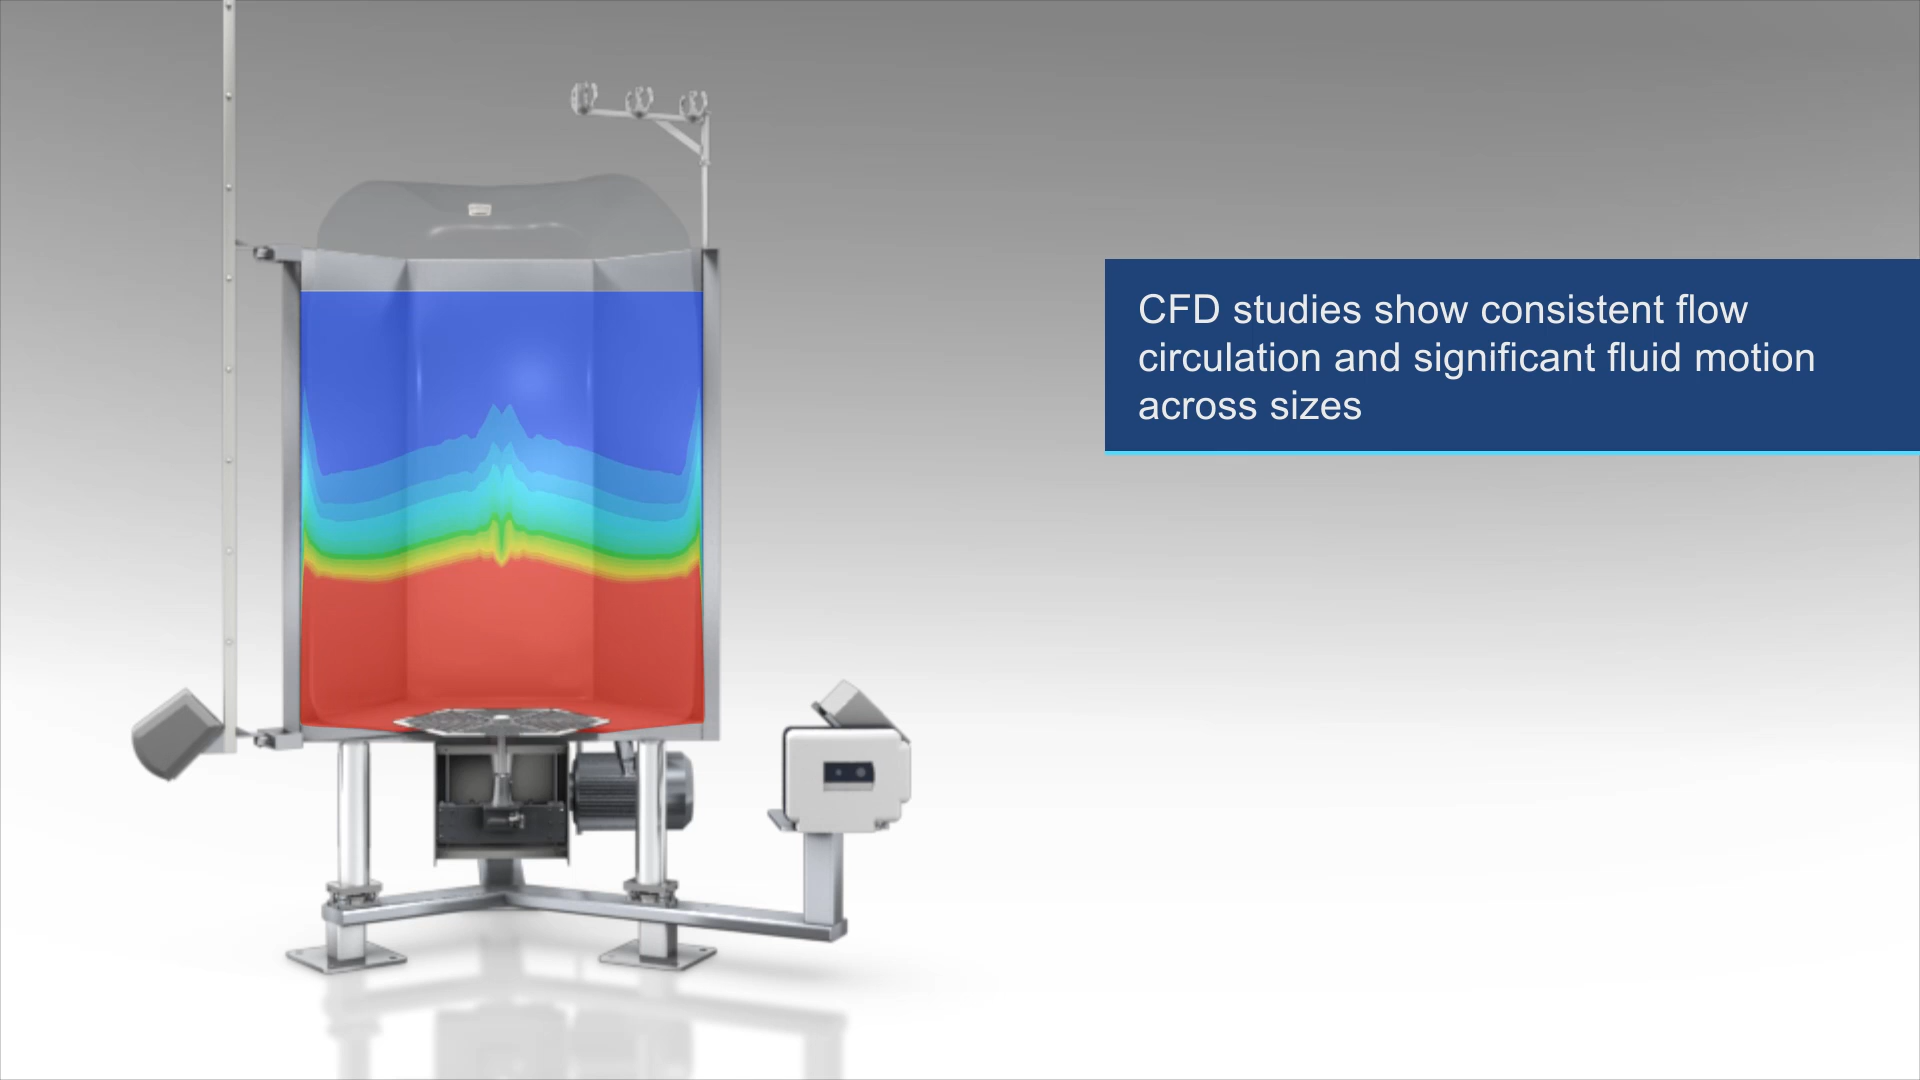 CFD studies show consistent flow
circulation and significant fluid motion
across sizes